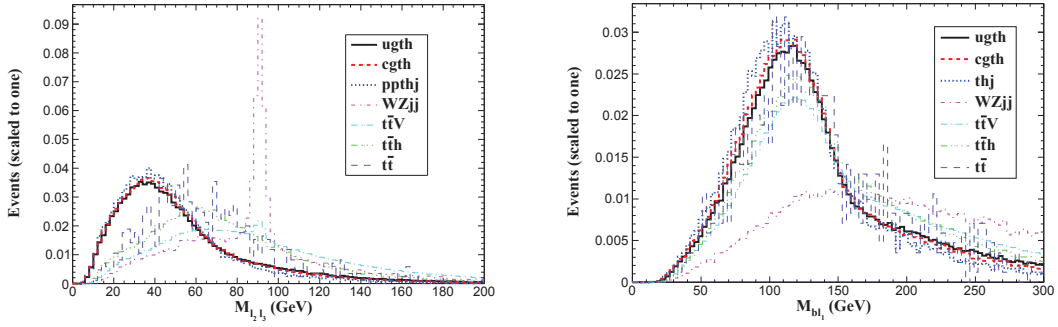 Events (scaled to one)
0.09
0.08
0.07
0.06
0.05
0.04
0.03
0.02
0.01
0
0 20 40 60 80 100 120 140 160 180 200
M_{l_2 l_3} (GeV)
ugth
cgth
ppthj
WZjj
tt̄V
tt̄h
tt̄
Events (scaled to one)
0.03
0.025
0.02
0.015
0.01
0.005
0
0 50 100 150 200 250 300
M_{bl_1} (GeV)
ugth
cgth
thj
WZjj
tt̄V
tt̄h
tt̄